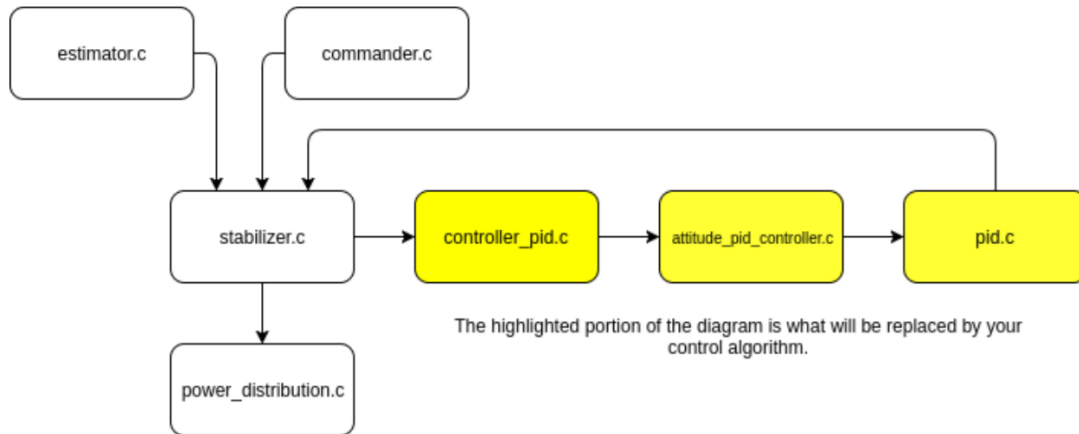 estimator.c
commander.c
stabilizer.c
controller_pid.c
attitude_pid_controller.c
pid.c
The highlighted portion of the diagram is what will be replaced by your
control algorithm.
power_distribution.c